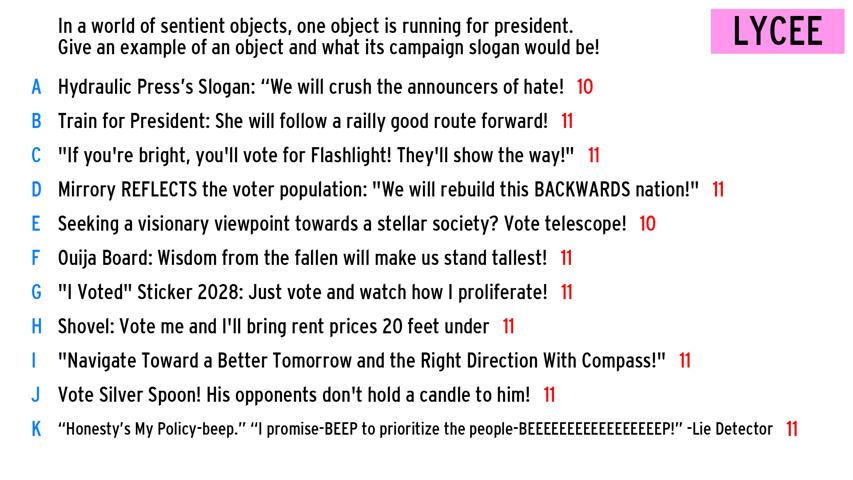 In a world of sentient objects, one object is running for president.
Give an example of an object and what its campaign slogan would be!
LYCEE
A Hydraulic Press's Slogan: “We will crush the announcers of hate! 10
B Train for President: She will follow a railly good route forward! 11
C "If you're bright, you'll vote for Flashlight! They'll show the way!" 11
D Mirrory REFLECTS the voter population: "We will rebuild this BACKWARDS nation!" 11
E Seeking a visionary viewpoint towards a stellar society? Vote telescope! 10
F Ouija Board: Wisdom from the fallen will make us stand tallest! 11
G "I Voted" Sticker 2028: Just vote and watch how I proliferate! 11
H Shovel: Vote me and I'll bring rent prices 20 feet under 11
I "Navigate Toward a Better Tomorrow and the Right Direction With Compass!" 11
J Vote Silver Spoon! His opponents don't hold a candle to him! 11
K “Honesty's My Policy-beep.” “I promise-BEEP to prioritize the people-BEEEEEEEEEEEEEEEEEP!” -Lie Detector 11